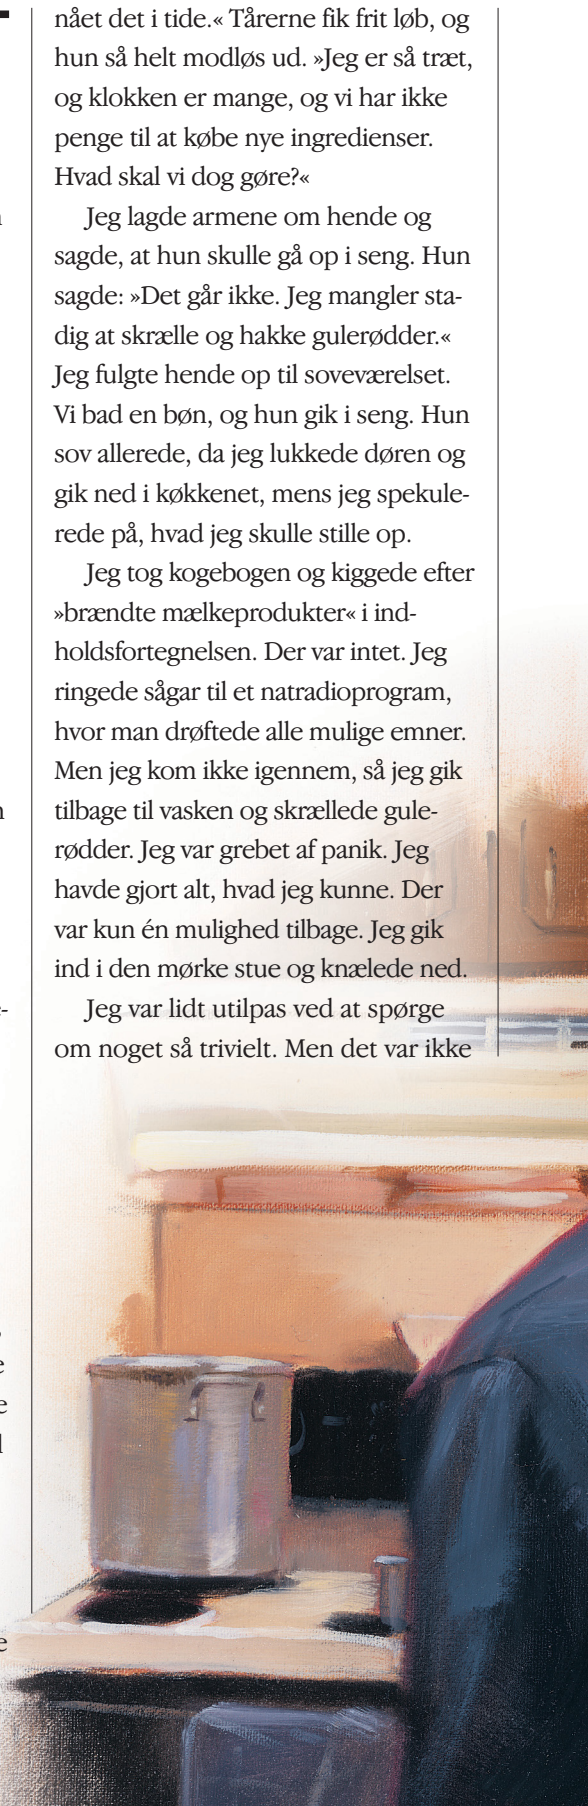 nået det i tide.« Tårerne fik frit løb, og
hun så helt modløs ud. »Jeg er så træt,
og klokken er mange, og vi har ikke
penge til at købe nye ingredienser.
Hvad skal vi dog gøre?«
Jeg lagde armene om hende og
sagde, at hun skulle gå op i seng. Hun
sagde: »Det går ikke. Jeg mangler sta-
dig at skrælle og hakke gulerødder.«
Jeg fulgte hende op til soveværelset.
Vi bad en bøn, og hun gik i seng. Hun
sov allerede, da jeg lukkede døren og
gik ned i køkkenet, mens jeg spekule-
rede på, hvad jeg skulle stille op.
Jeg tog kogebogen og kiggede efter
»brændte mælkeprodukter« i ind-
holdsfortegnelsen. Der var intet. Jeg
ringede sågar til et natradioprogram,
hvor man drøftede alle mulige emner.
Men jeg kom ikke igennem, så jeg gik
tilbage til vasken og skrællede gule-
rødder. Jeg var grebet af panik. Jeg
havde gjort alt, hvad jeg kunne. Der
var kun én mulighed tilbage. Jeg gik
ind i den mørke stue og knælede ned.
Jeg var lidt utilpas ved at spørge
om noget så trivielt. Men det var ikke